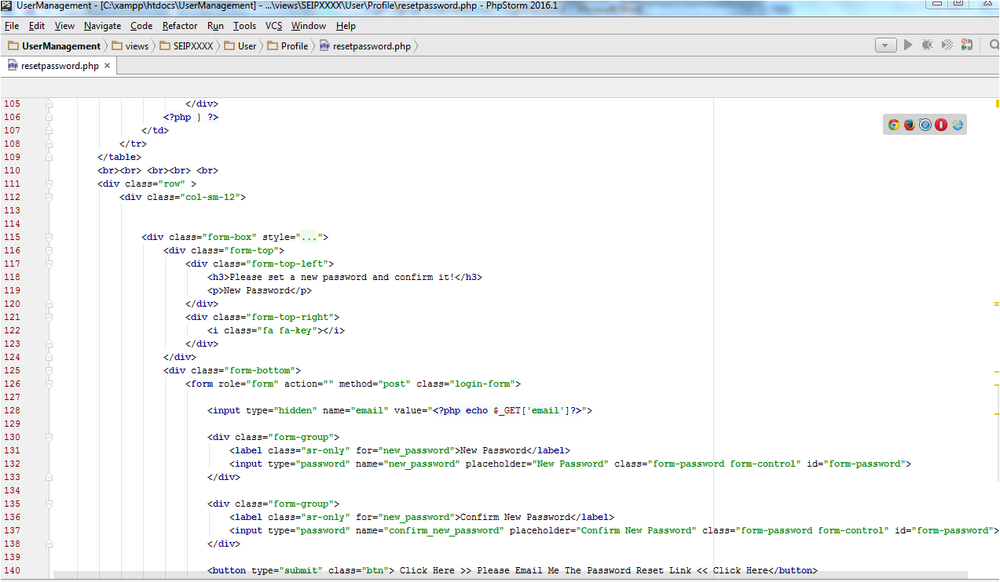 PS UserManagement - [C:\xampp\htdocs\UserManagement] - ...\views\SEIPXXXX\User\Profile\resetpassword.php - PhpStorm 2016.1
File Edit View Navigate Code Refactor Run Tools VCS Window Help
UserManagement views SEIPXXXX User Profile php resetpassword.php
php resetpassword.php ×
105 </div>
106 <?php } ?>
107 </td>
108 </tr>
109 </table>
110 <br><br> <br><br> <br>
111 <div class="row" >
112 <div class="col-sm-12">
113
114
115 <div class="form-box" style="...">
116 <div class="form-top">
117 <div class="form-top-left">
118 <h3>Please set a new password and confirm it!</h3>
119 <p>New Password</p>
120 </div>
121 <div class="form-top-right">
122 <i class="fa fa-key"></i>
123 </div>
124 </div>
125 <div class="form-bottom">
126 <form role="form" action="" method="post" class="login-form">
127
128 <input type="hidden" name="email" value="<?php echo $_GET['email']?>">
129
130 <div class="form-group">
131 <label class="sr-only" for="new_password">New Password</label>
132 <input type="password" name="new_password" placeholder="New Password" class="form-password form-control" id="form-password">
133 </div>
134
135 <div class="form-group">
136 <label class="sr-only" for="new_password">Confirm New Password</label>
137 <input type="password" name="confirm_new_password" placeholder="Confirm New Password" class="form-password form-control" id="form-password">
138 </div>
139
140 <button type="submit" class="btn"> Click Here >> Please Email Me The Password Reset Link << Click Here</button>